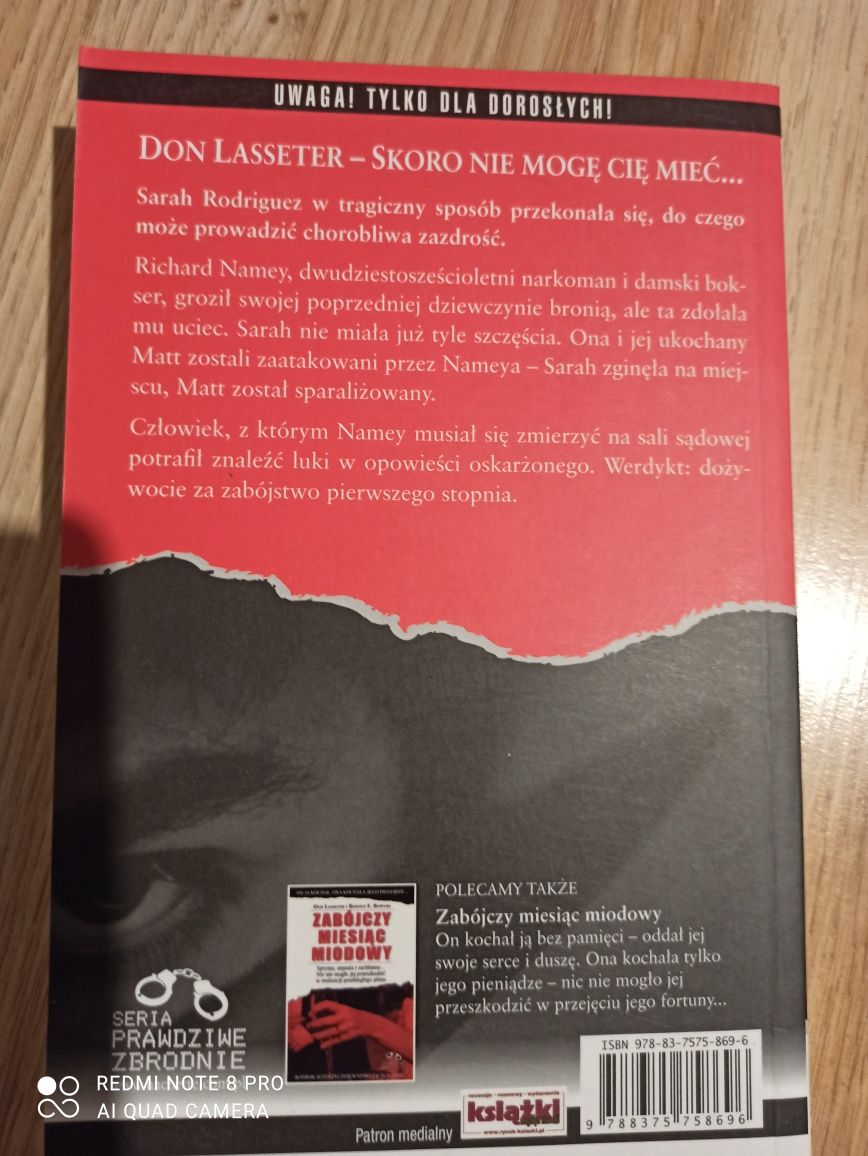 UWAGA! TYLKO DLA DOROSŁYCH!
DON LASSETER – SKORO NIE MOGĘ CIĘ MIEĆ...
Sarah Rodriguez w tragiczny sposób przekonała się, do czego
może prowadzić chorobliwa zazdrość.
Richard Namey, dwudziestosześcioletni narkoman i damski bok-
ser, groził swojej poprzedniej dziewczynie bronią, ale ta zdołała
mu uciec. Sarah nie miała już tyle szczęścia. Ona i jej ukochany
Matt zostali zaatakowani przez Nameya – Sarah zginęła na miej-
scu, Matt został sparaliżowany.
Człowiek, z którym Namey musiał się zmierzyć na sali sądowej
potrafił znaleźć luki w opowieści oskarżonego. Werdykt: doży-
wocie za zabójstwo pierwszego stopnia.
POLECAMY TAKŻE
Zabójczy miesiąc miodowy
On kochał ją bez pamięci – oddał jej
swoje serce i duszę. Ona kochała tylko
jego pieniądze – nic nie mogło jej
przeszkodzić w przejęciu jego fortuny...
ZABÓJCZY
MIESIĄC
MIODOWY
SERIA
PRAWDZIWE
ZBRODNIE
ISBN 978-83-7575-869-6
9 788375 758696
Patron medialny
książki
www.rynek-ksiazki.pl
REDMI NOTE 8 PRO
AI QUAD CAMERA